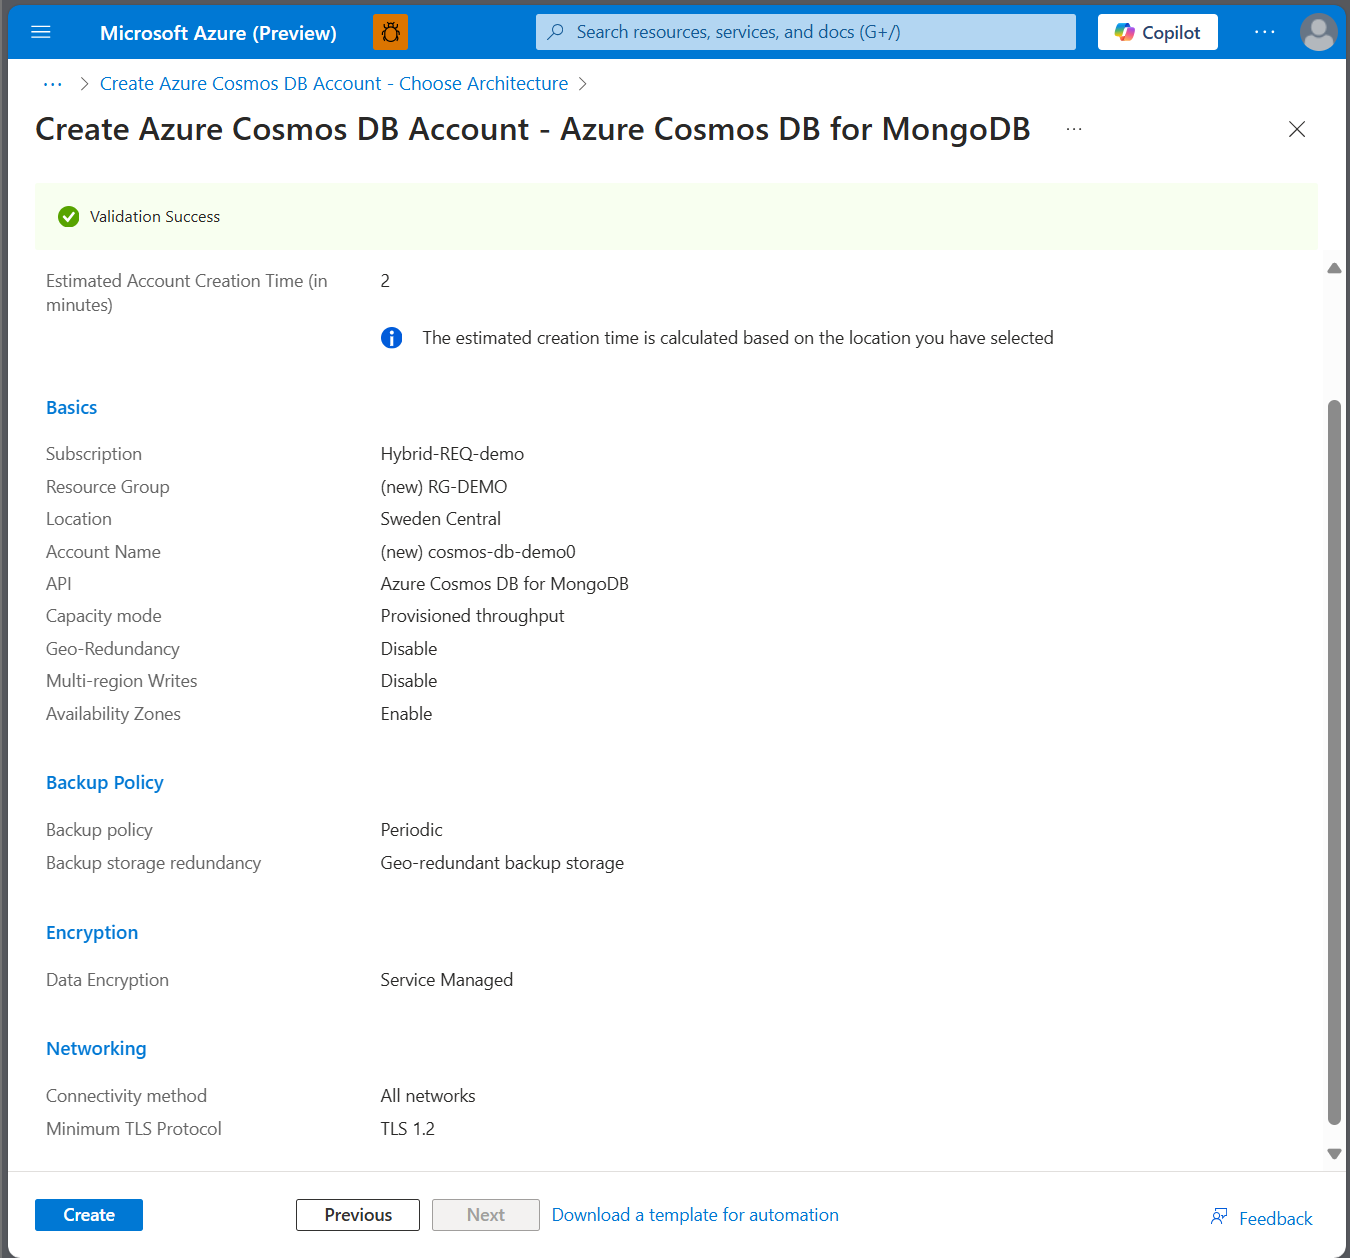 Microsoft Azure (Preview)
Search resources, services, and docs (G+/)
Copilot
Create Azure Cosmos DB Account - Choose Architecture
Create Azure Cosmos DB Account - Azure Cosmos DB for MongoDB
Validation Success
Estimated Account Creation Time (in
minutes)
2
The estimated creation time is calculated based on the location you have selected
Basics
Subscription Hybrid-REQ-demo
Resource Group (new) RG-DEMO
Location Sweden Central
Account Name (new) cosmos-db-demo0
API Azure Cosmos DB for MongoDB
Capacity mode Provisioned throughput
Geo-Redundancy Disable
Multi-region Writes Disable
Availability Zones Enable
Backup Policy
Backup policy Periodic
Backup storage redundancy Geo-redundant backup storage
Encryption
Data Encryption Service Managed
Networking
Connectivity method All networks
Minimum TLS Protocol TLS 1.2
Create Previous Next Download a template for automation Feedback